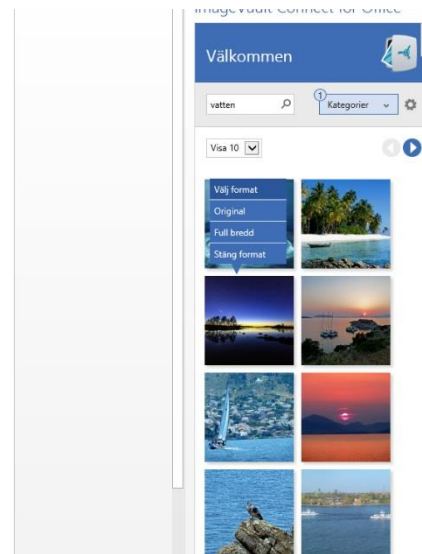 ImageVault Connect for Office
Välkommen
vatten
1
Kategorier
Visa 10
Välj format
Original
Full bredd
Stäng format